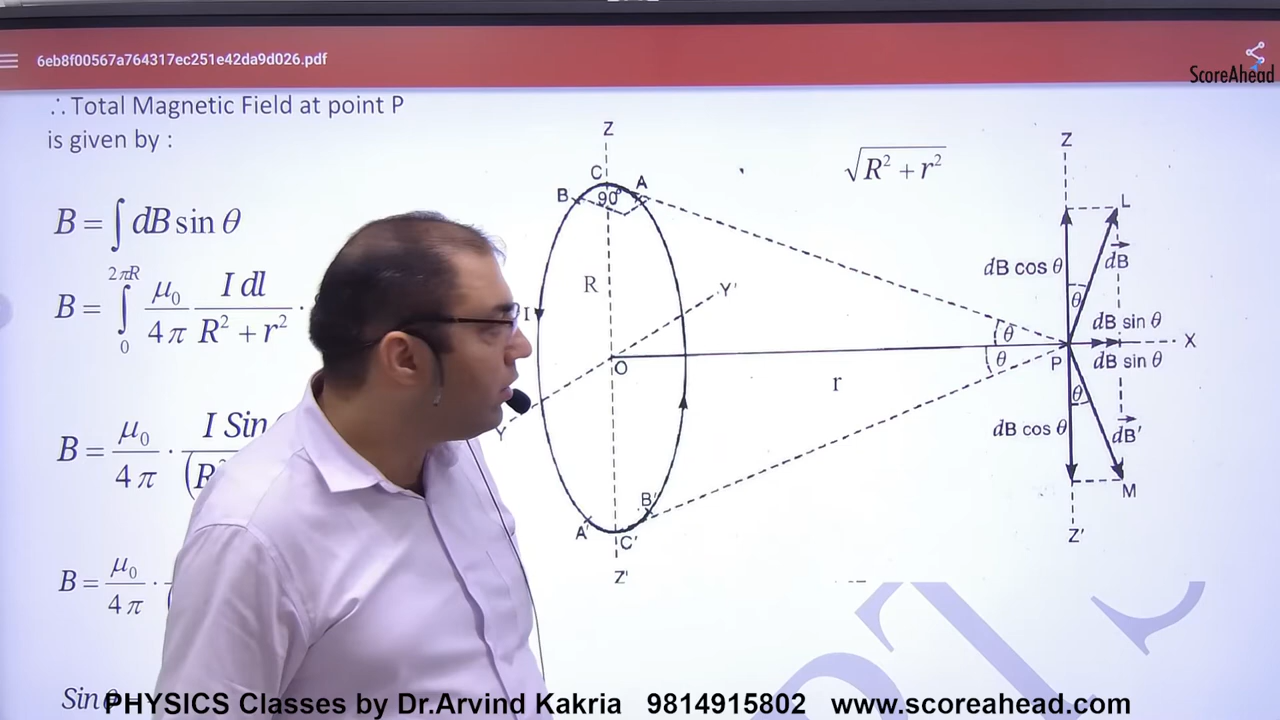 6eb8f00567a764317ec251e42da9d026.pdf
ScoreAhead
∴ Total Magnetic Field at point P
is given by :
B = ∫ dB sin θ
B = ∫₀^{2πR} μ₀/4π I dl/R² + r² ·
B = μ₀/4π · I Sin
B = μ₀/4π ·
Sin θ
√R² + r²
Z
C
B
A
90°
R
I
Y'
O
Y
r
A'
B'
C'
Z'
Z
L
dB cos θ
dB
θ
θ
dB sin θ
X
θ
P
dB sin θ
θ
dB cos θ
dB'
M
Z'
PHYSICS Classes by Dr.Arvind Kakria 9814915802 www.scoreahead.com